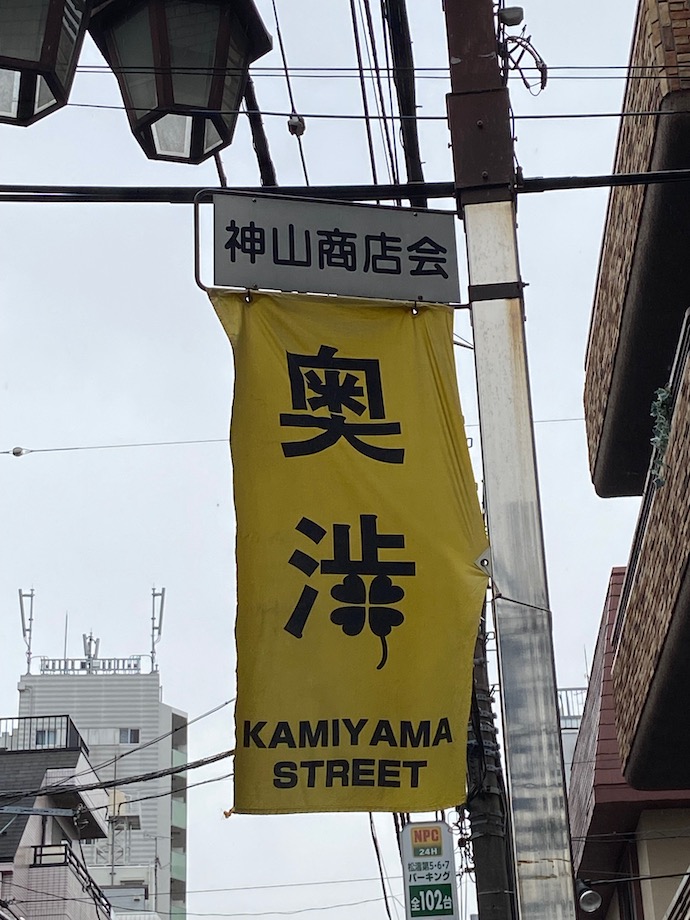 神山商店会
奥
渋
KAMIYAMA
STREET
NPC
24H
松濤第5・6・7
パーキング
全102台